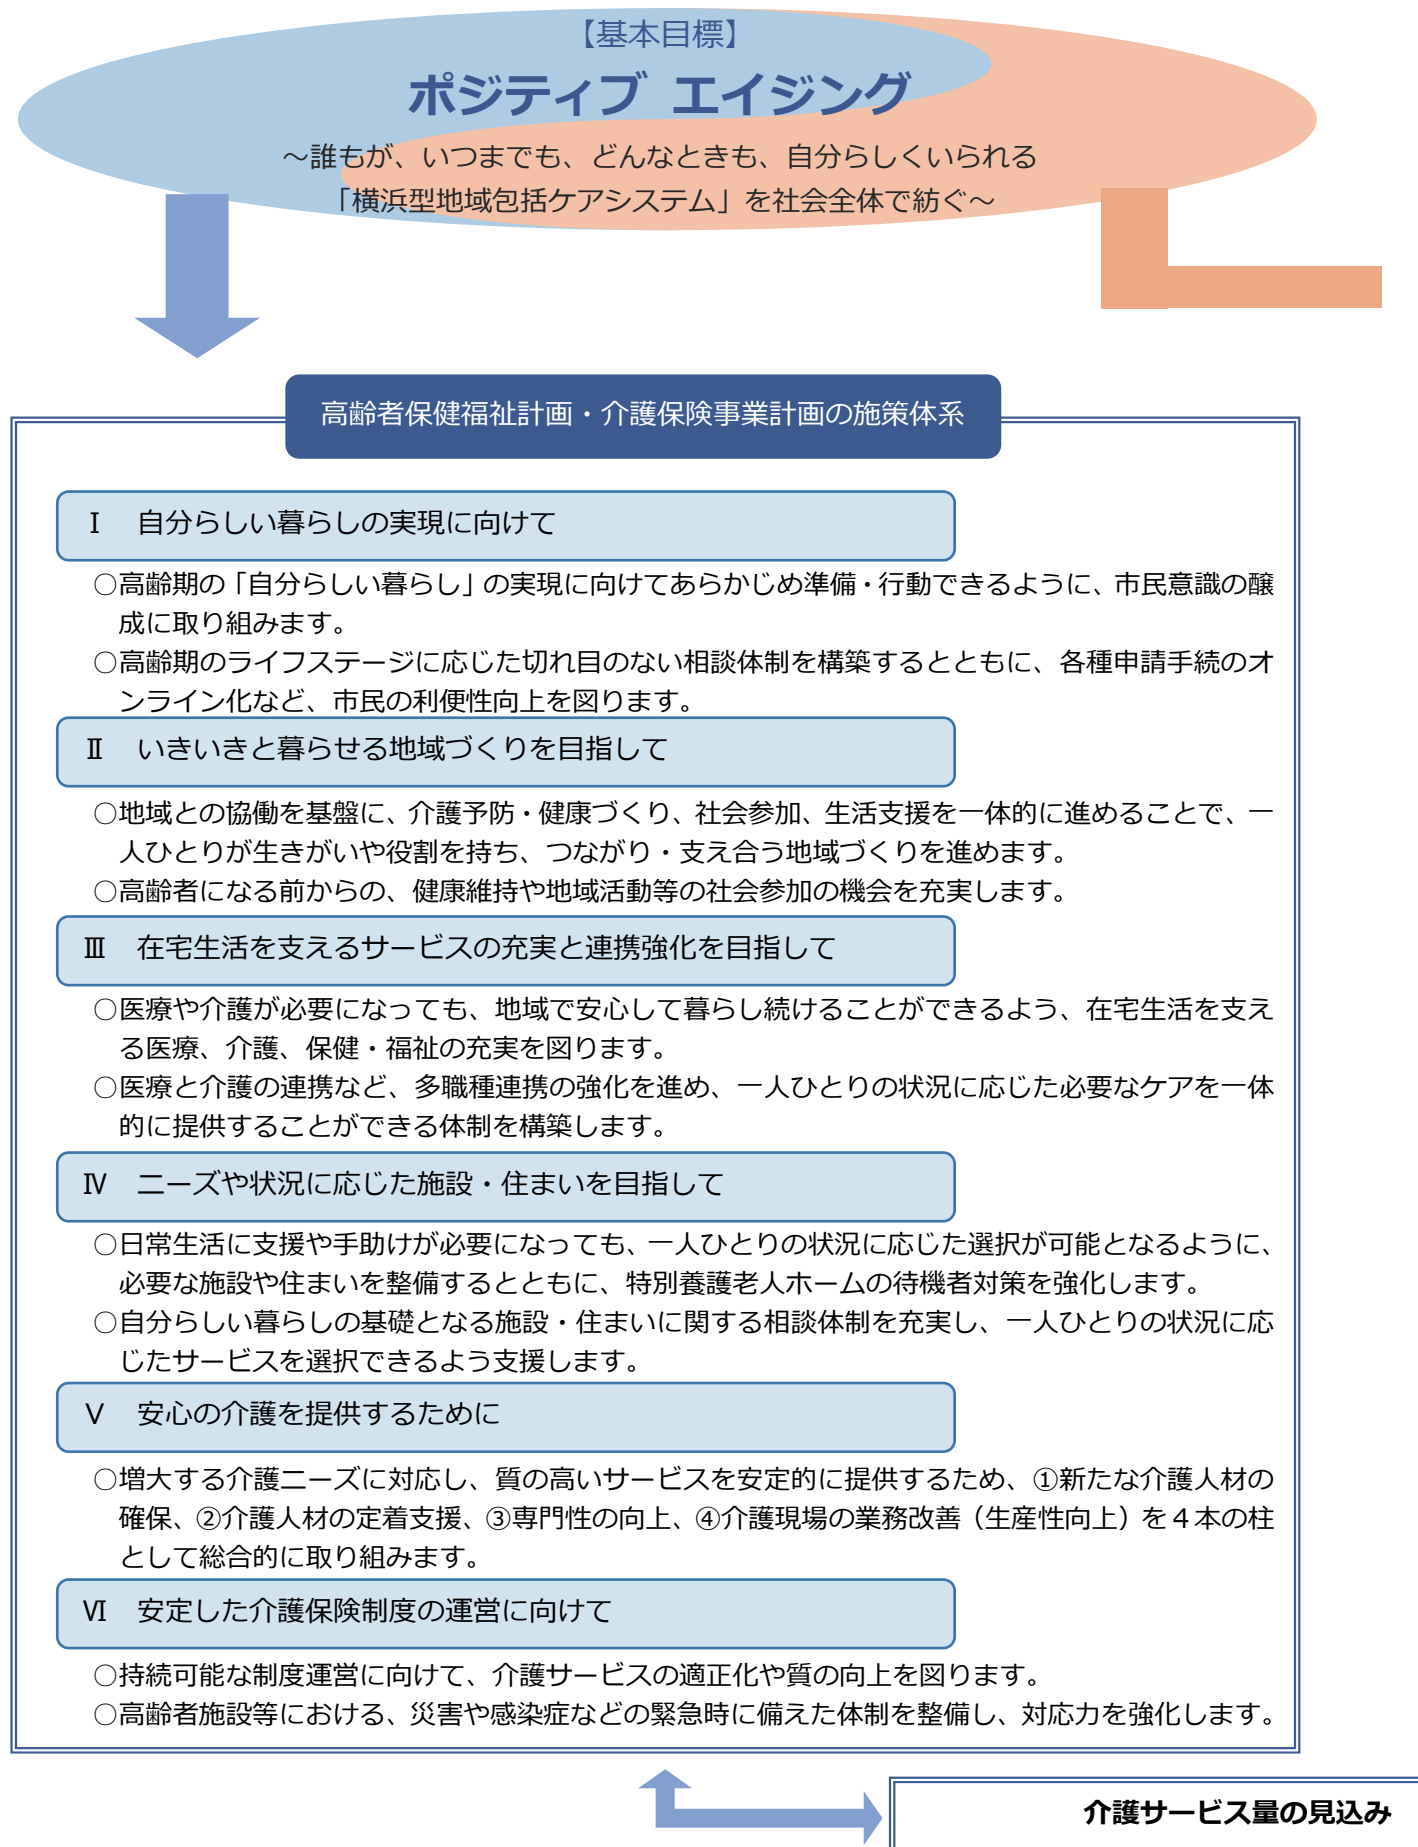 【基本目標】
ポジティブ エイジング
～誰もが、いつまでも、どんなときも、自分らしくいられる
「横浜型地域包括ケアシステム」を社会全体で紡ぐ～
高齢者保健福祉計画・介護保険事業計画の施策体系
Ⅰ 自分らしい暮らしの実現に向けて
○高齢期の「自分らしい暮らし」の実現に向けてあらかじめ準備・行動できるように、市民意識の醸
成に取り組みます。
○高齢期のライフステージに応じた切れ目のない相談体制を構築するとともに、各種申請手続のオ
ンライン化など、市民の利便性向上を図ります。
Ⅱ いきいきと暮らせる地域づくりを目指して
○地域との協働を基盤に、介護予防・健康づくり、社会参加、生活支援を一体的に進めることで、一
人ひとりが生きがいや役割を持ち、つながり・支え合う地域づくりを進めます。
○高齢者になる前からの、健康維持や地域活動等の社会参加の機会を充実します。
Ⅲ 在宅生活を支えるサービスの充実と連携強化を目指して
○医療や介護が必要になっても、地域で安心して暮らし続けることができるよう、在宅生活を支え
る医療、介護、保健・福祉の充実を図ります。
○医療と介護の連携など、多職種連携の強化を進め、一人ひとりの状況に応じた必要なケアを一体
的に提供することができる体制を構築します。
Ⅳ ニーズや状況に応じた施設・住まいを目指して
○日常生活に支援や手助けが必要になっても、一人ひとりの状況に応じた選択が可能となるように、
必要な施設や住まいを整備するとともに、特別養護老人ホームの待機者対策を強化します。
○自分らしい暮らしの基礎となる施設・住まいに関する相談体制を充実し、一人ひとりの状況に応
じたサービスを選択できるよう支援します。
Ⅴ 安心の介護を提供するために
○増大する介護ニーズに対応し、質の高いサービスを安定的に提供するため、①新たな介護人材の
確保、②介護人材の定着支援、③専門性の向上、④介護現場の業務改善（生産性向上）を４本の柱
として総合的に取り組みます。
Ⅵ 安定した介護保険制度の運営に向けて
○持続可能な制度運営に向けて、介護サービスの適正化や質の向上を図ります。
○高齢者施設等における、災害や感染症などの緊急時に備えた体制を整備し、対応力を強化します。
介護サービス量の見込み